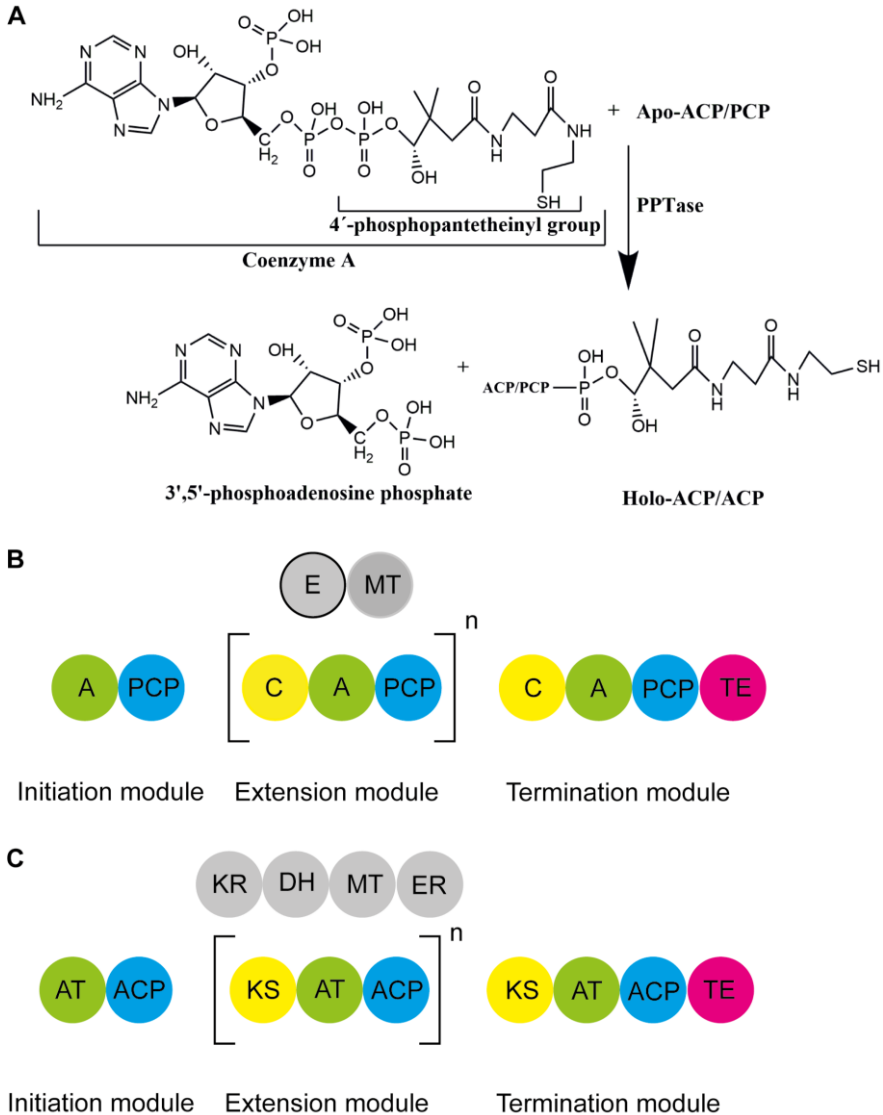 A
NH2
N
N
N
N
OH
O
O
P
OH
OH
O
O
C
H2
O
OH
P
O
O
OH
P
O
O
OH
O
N
H
O
NH
SH
+ Apo-ACP/PCP
4´-phosphopantetheinyl group
PPTase
Coenzyme A
NH2
N
N
N
N
OH
O
O
O
P
OH
OH
C
H2
O
P
OH
OH
O
+
ACP/PCP
OH
P
O
O
OH
O
N
H
O
N
H
SH
3',5'-phosphoadenosine phosphate
Holo-ACP/ACP
B
E MT
n
A PCP C A PCP C A PCP TE
Initiation module Extension module Termination module
C
KR DH MT ER
n
AT ACP KS AT ACP KS AT ACP TE
Initiation module Extension module Termination module